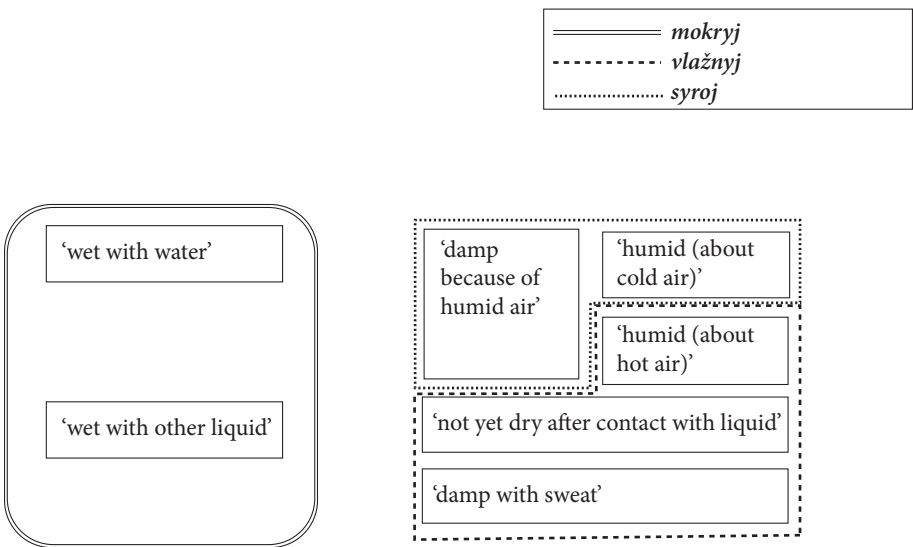 mokryj
vlažnyj
syroj
‘wet with water’
‘wet with other liquid’
‘damp
because of
humid air’
‘humid (about
cold air)’
‘humid (about
hot air)’
‘not yet dry after contact with liquid’
‘damp with sweat’